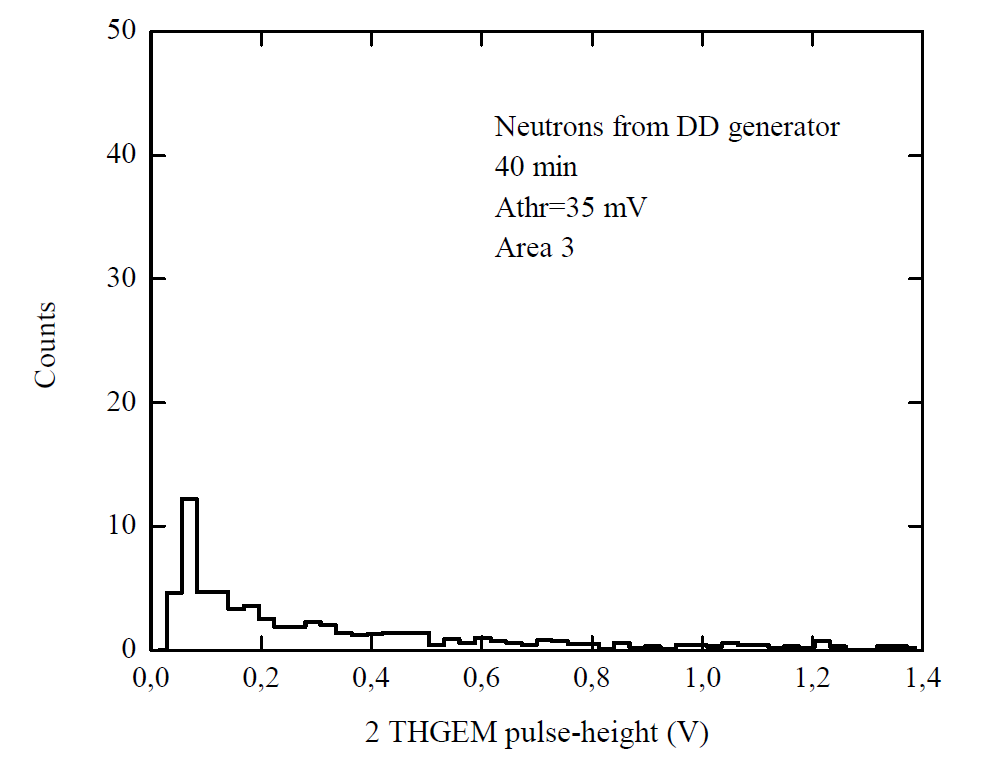 50
40
30
20
10
0
Counts
Neutrons from DD generator
40 min
Athr=35 mV
Area 3
0,0 0,2 0,4 0,6 0,8 1,0 1,2 1,4
2 THGEM pulse-height (V)